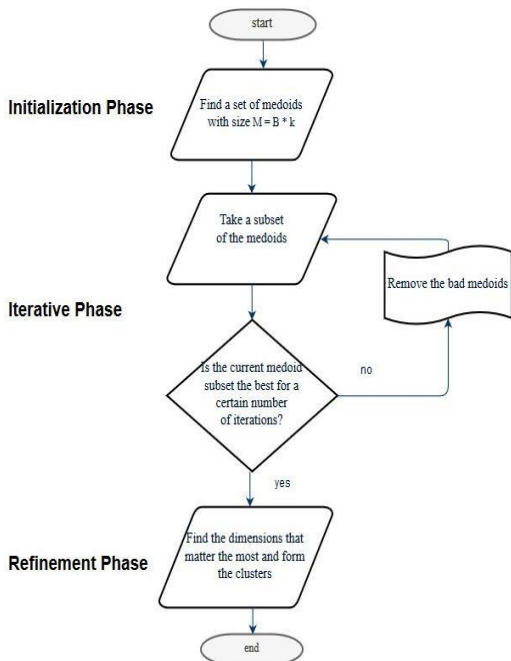 start
Initialization Phase
Find a set of medoids
with size M = B * k
Take a subset
of the medoids
Remove the bad medoids
Iterative Phase
Is the current medoid
subset the best for a
certain number
of iterations?
no
yes
Find the dimensions that
matter the most and form
the clusters
Refinement Phase
end